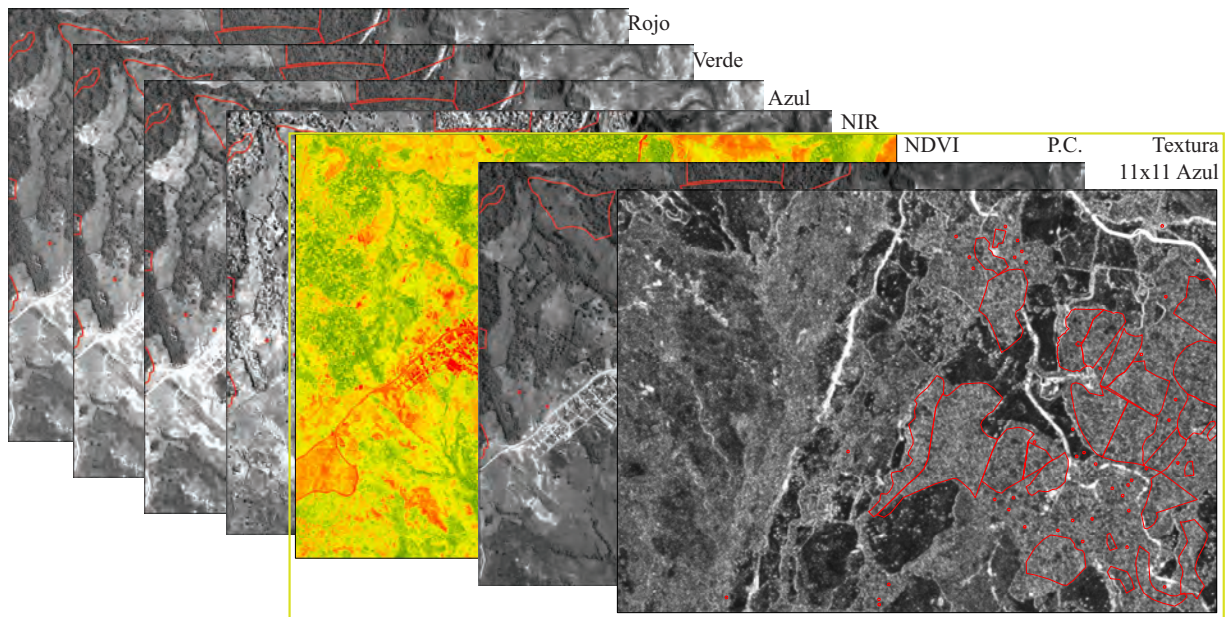 Rojo
Verde
Azul
NIR
NDVI P.C. Textura
11x11 Azul